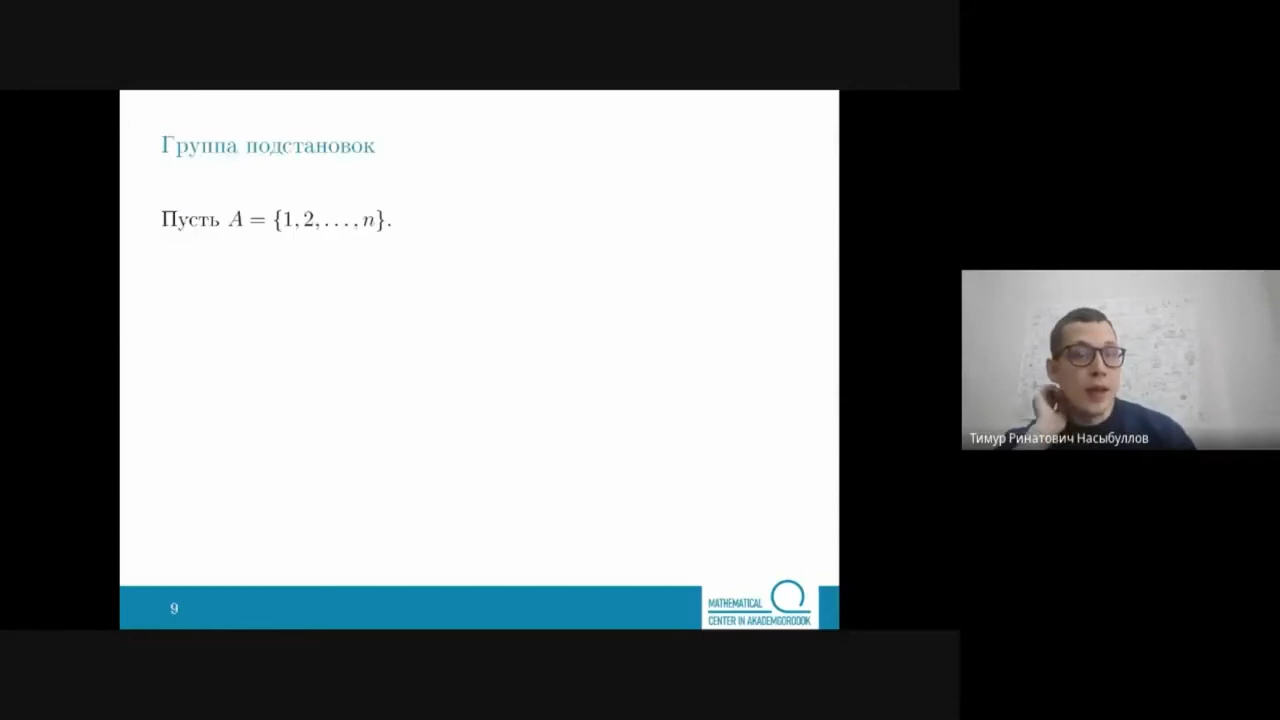 Группа подстановок
Пусть A = {1, 2, . . . , n}.
9
MATHEMATICAL
CENTER IN AKADEMGORODOK
Тимур Ринатович Насыбуллов